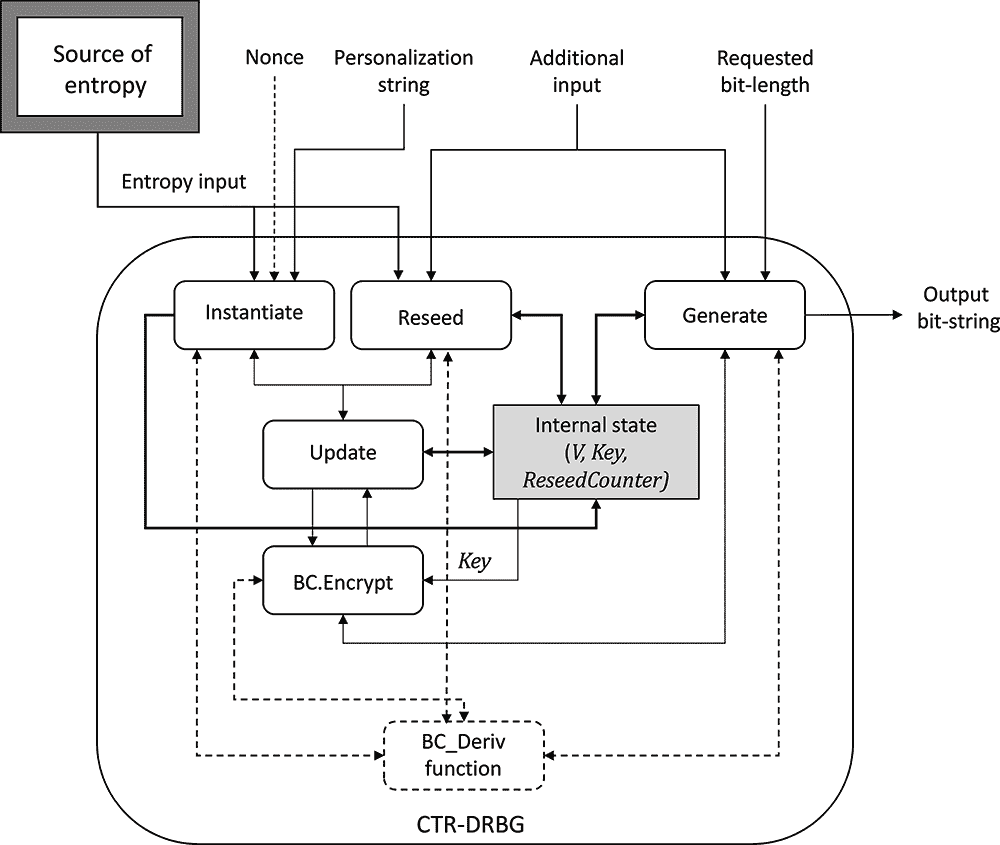 Source of
entropy
Nonce
Personalization
string
Additional
input
Requested
bit-length
Entropy input
Instantiate
Reseed
Generate
Output
bit-string
Update
Internal state
(V, Key,
ReseedCounter)
BC.Encrypt
Key
BC_Deriv
function
CTR-DRBG